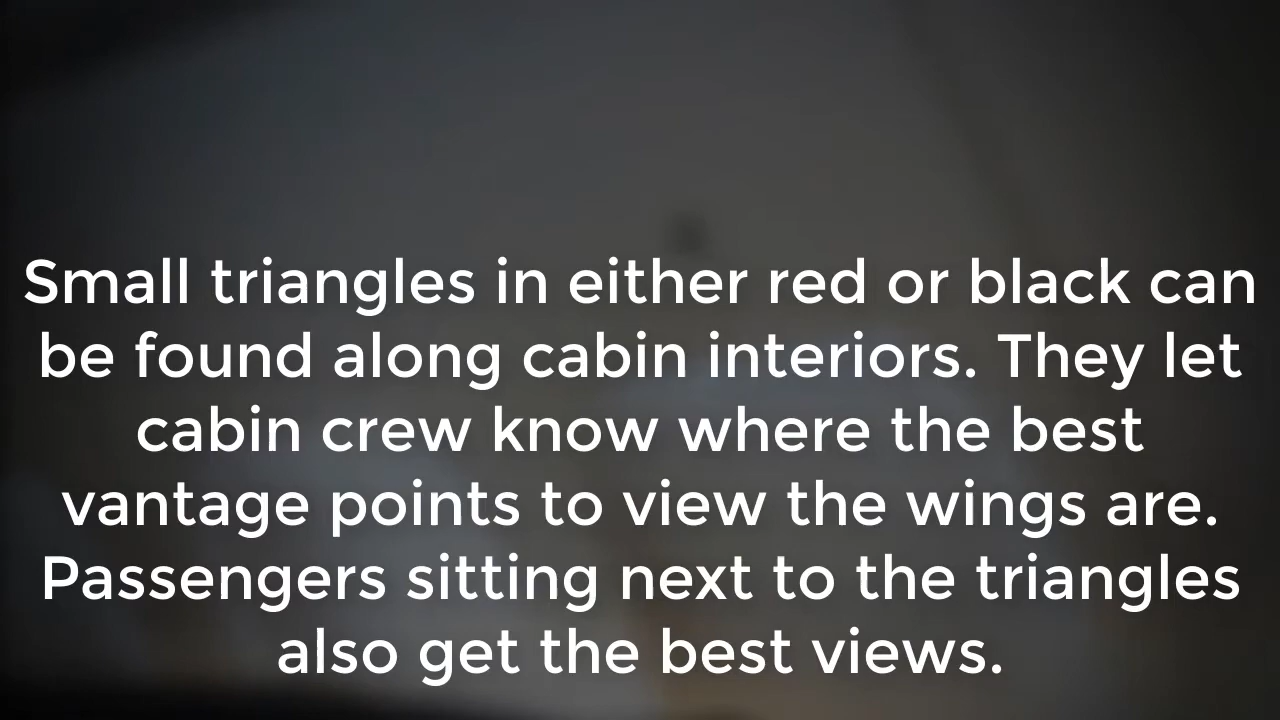 Small triangles in either red or black can
be found along cabin interiors. They let
cabin crew know where the best
vantage points to view the wings are.
Passengers sitting next to the triangles
also get the best views.